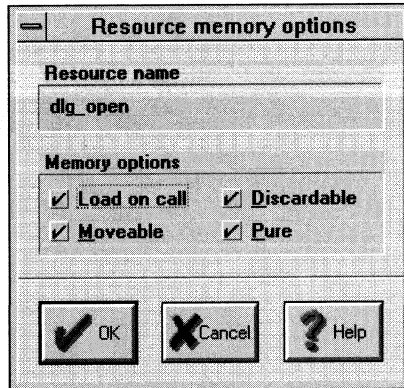 Resource memory options
Resource name
dlg_open
Memory options
Load on call Discardable
Moveable Pure
OK Cancel Help